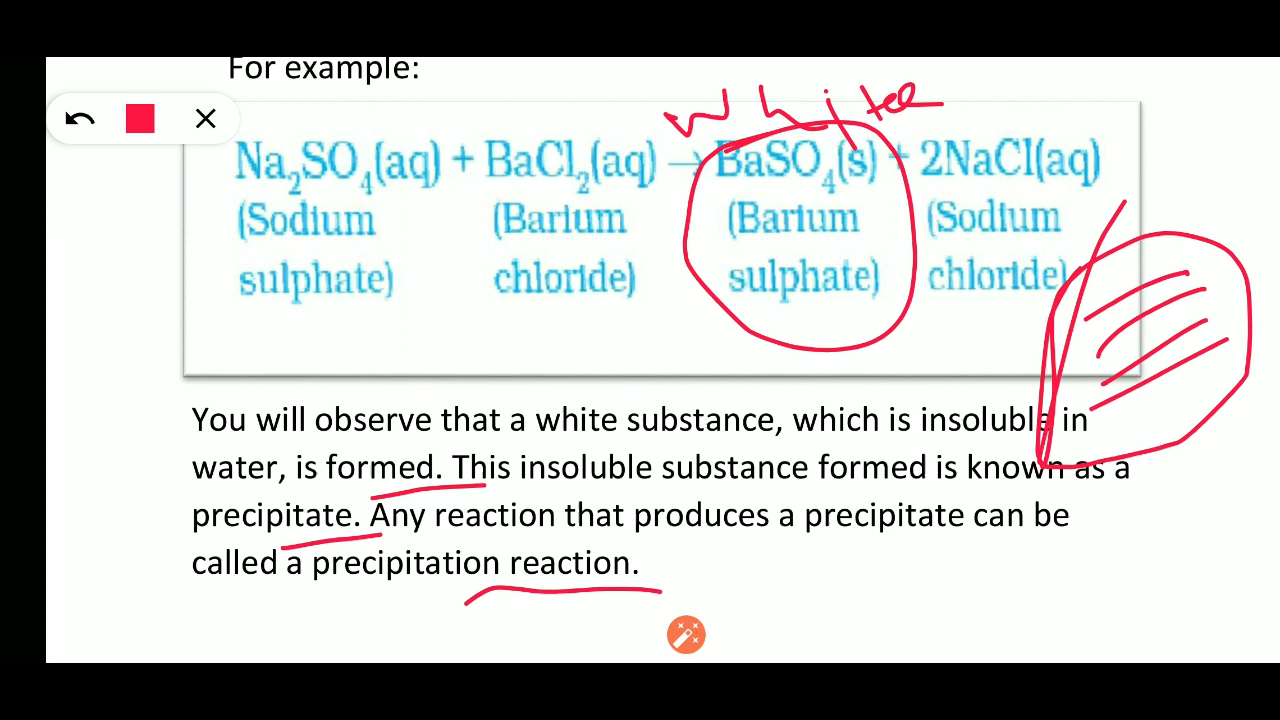 For example:
White
Na₂SO₄(aq) + BaCl₂(aq) → BaSO₄(s) + 2NaCl(aq)
(Sodium (Barium (Barium (Sodium
sulphate) chloride) sulphate) chloride)
You will observe that a white substance, which is insoluble in
water, is formed. This insoluble substance formed is known as a
precipitate. Any reaction that produces a precipitate can be
called a precipitation reaction.